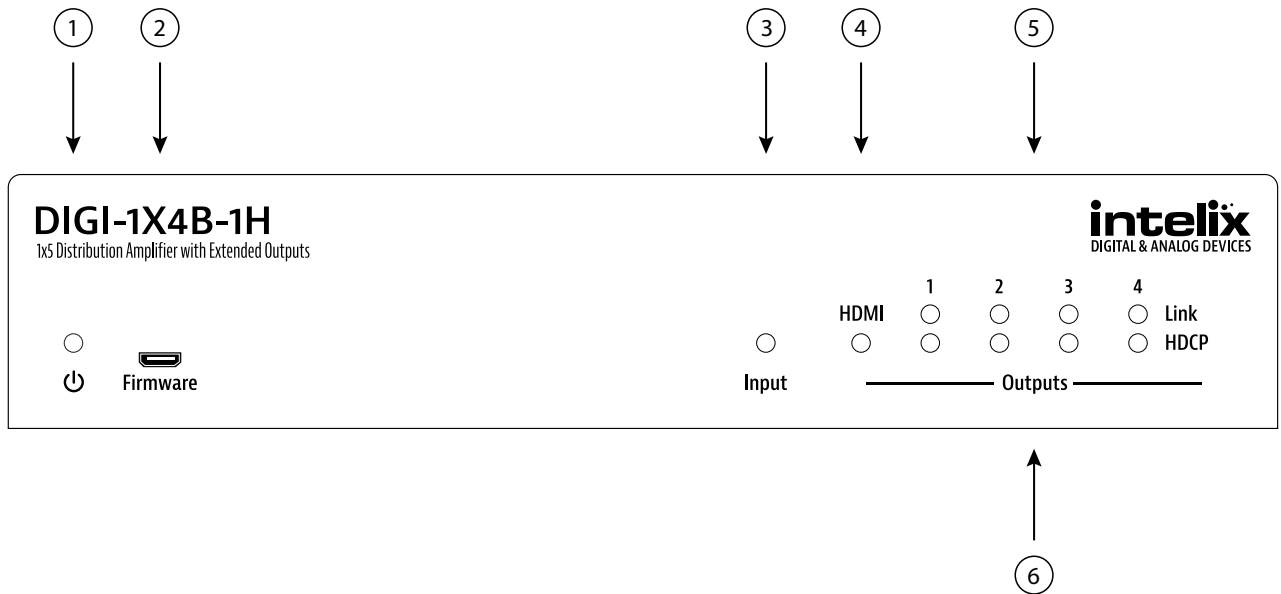 1 2 3 4 5
DIGI-1X4B-1H
1x5 Distribution Amplifier with Extended Outputs
intelix
DIGITAL & ANALOG DEVICES
1 2 3 4
HDMI Link
HDCP
Firmware Input Outputs
6